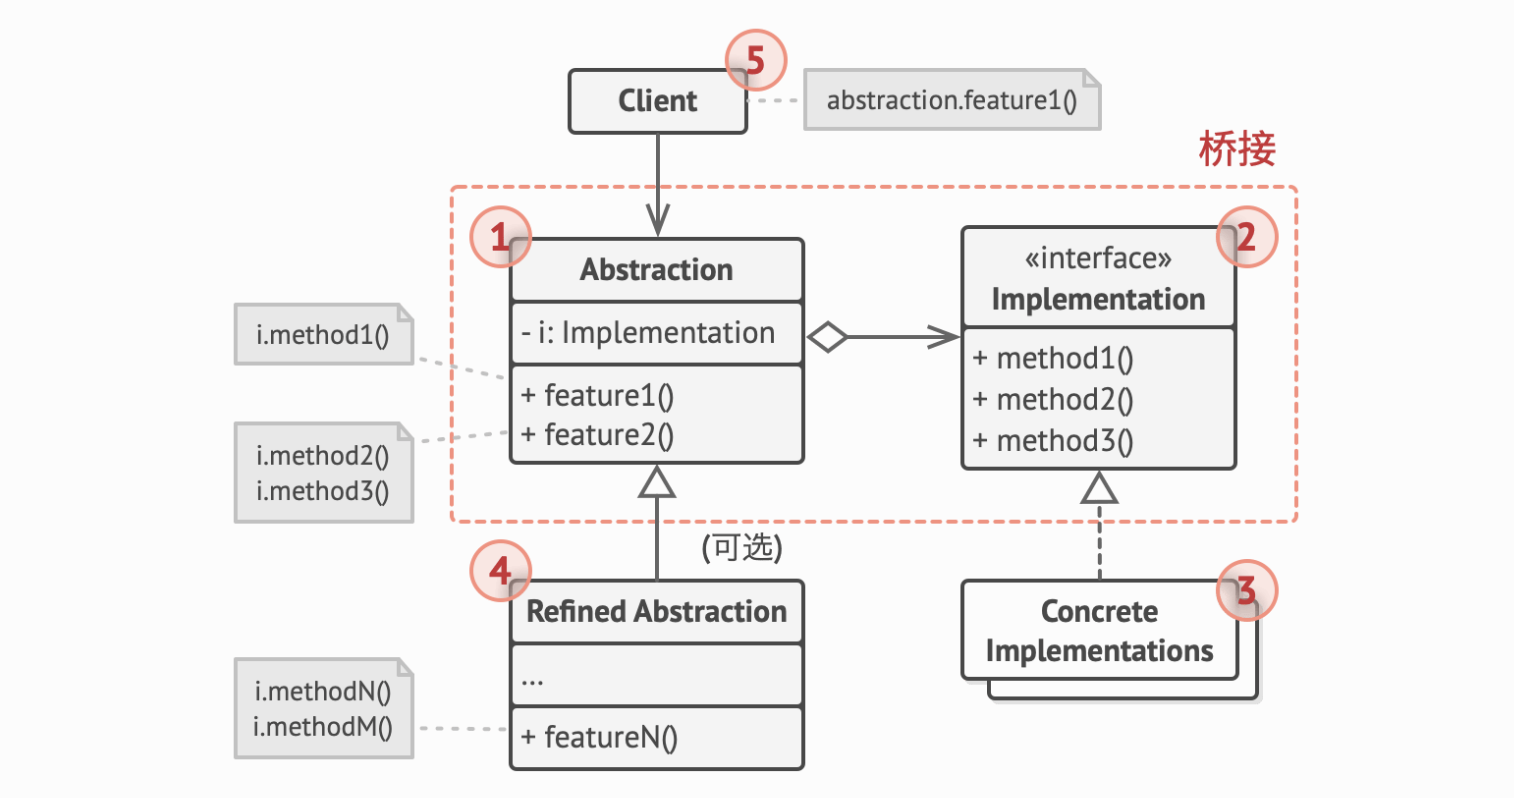 5
Client
abstraction.feature1()
桥接
1
Abstraction
- i: Implementation
+ feature1()
+ feature2()
2
«interface»
Implementation
+ method1()
+ method2()
+ method3()
i.method1()
i.method2()
i.method3()
(可选)
4
Refined Abstraction
...
+ featureN()
3
Concrete
Implementations
i.methodN()
i.methodM()